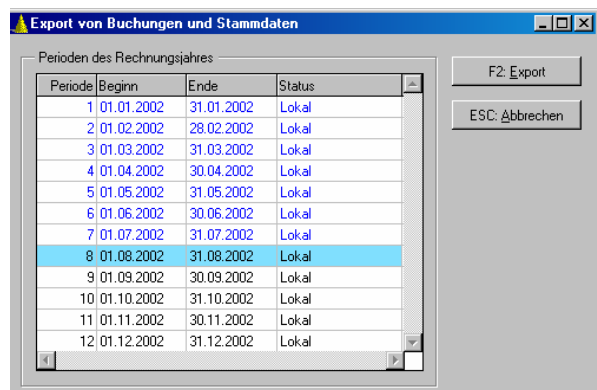 Export von Buchungen und Stammdaten
Perioden des Rechnungsjahres
Periode Beginn Ende Status
1 01.01.2002 31.01.2002 Lokal
2 01.02.2002 28.02.2002 Lokal
3 01.03.2002 31.03.2002 Lokal
4 01.04.2002 30.04.2002 Lokal
5 01.05.2002 31.05.2002 Lokal
6 01.06.2002 30.06.2002 Lokal
7 01.07.2002 31.07.2002 Lokal
8 01.08.2002 31.08.2002 Lokal
9 01.09.2002 30.09.2002 Lokal
10 01.10.2002 31.10.2002 Lokal
11 01.11.2002 30.11.2002 Lokal
12 01.12.2002 31.12.2002 Lokal
F2: Export
ESC: Abbrechen